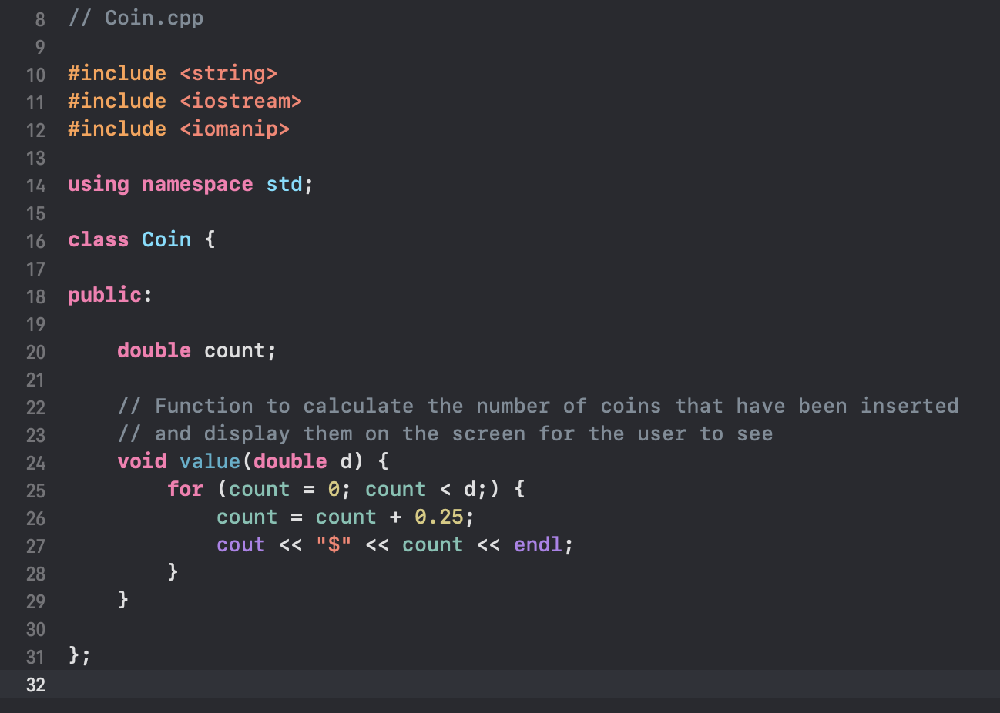 8 // Coin.cpp
9
10 #include <string>
11 #include <iostream>
12 #include <iomanip>
13
14 using namespace std;
15
16 class Coin {
17
18 public:
19
20     double count;
21
22     // Function to calculate the number of coins that have been inserted
23     // and display them on the screen for the user to see
24     void value(double d) {
25         for (count = 0; count < d;) {
26             count = count + 0.25;
27             cout << "$" << count << endl;
28         }
29     }
30
31 };
32